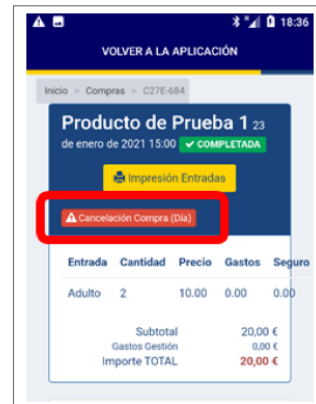 18:36
VOLVER A LA APLICACIÓN
Inicio > Compras > C27E-684
Producto de Prueba 1 23
de enero de 2021 15:00 COMPLETADA
Impresión Entradas
Cancelación Compra (Día)
Entrada Cantidad Precio Gastos Seguro
Adulto 2 10.00 0.00 0.00
Subtotal 20,00 €
Gastos Gestión 0,00 €
Importe TOTAL 20,00 €